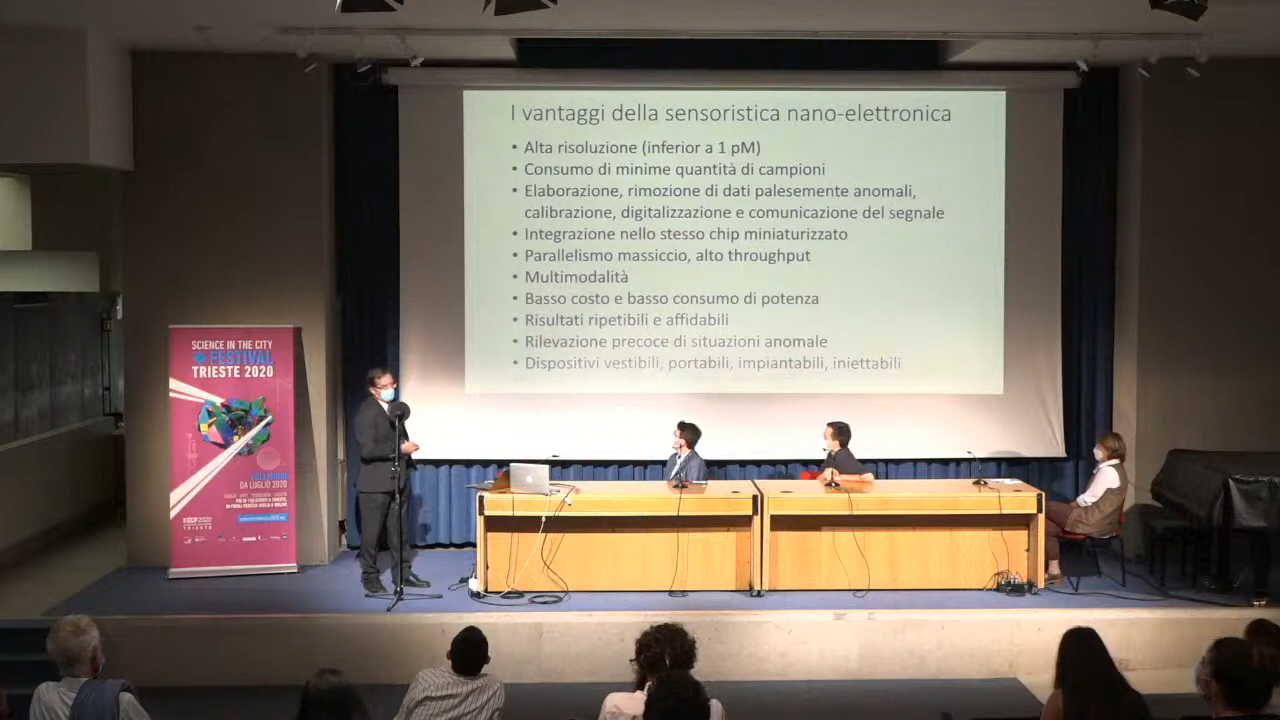 I vantaggi della sensoristica nano-elettronica
• Alta risoluzione (inferior a 1 pM)
• Consumo di minime quantità di campioni
• Elaborazione, rimozione di dati palesemente anomali,
calibrazione, digitalizzazione e comunicazione del segnale
• Integrazione nello stesso chip miniaturizzato
• Parallelismo massiccio, alto throughput
• Multimodalità
• Basso costo e basso consumo di potenza
• Risultati ripetibili e affidabili
• Rilevazione precoce di situazioni anomale
• Dispositivi vestibili, portabili, impiantabili, iniettabili
SCIENCE IN THE CITY
FESTIVAL
TRIESTE 2020
DA LUGLIO 2020
TRIESTE